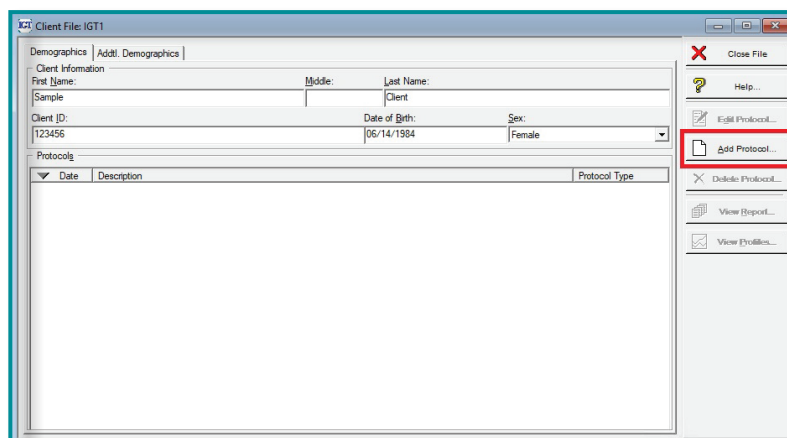 IGT Client File: IGT1
Demographics Addtl. Demographics
Client Information
First Name: Middle: Last Name:
Sample Client
Client ID: Date of Birth: Sex:
123456 06/14/1984 Female
Protocols
Date Description Protocol Type
Close File
Help...
Edit Protocol...
Add Protocol...
Delete Protocol...
View Report...
View Profiles...